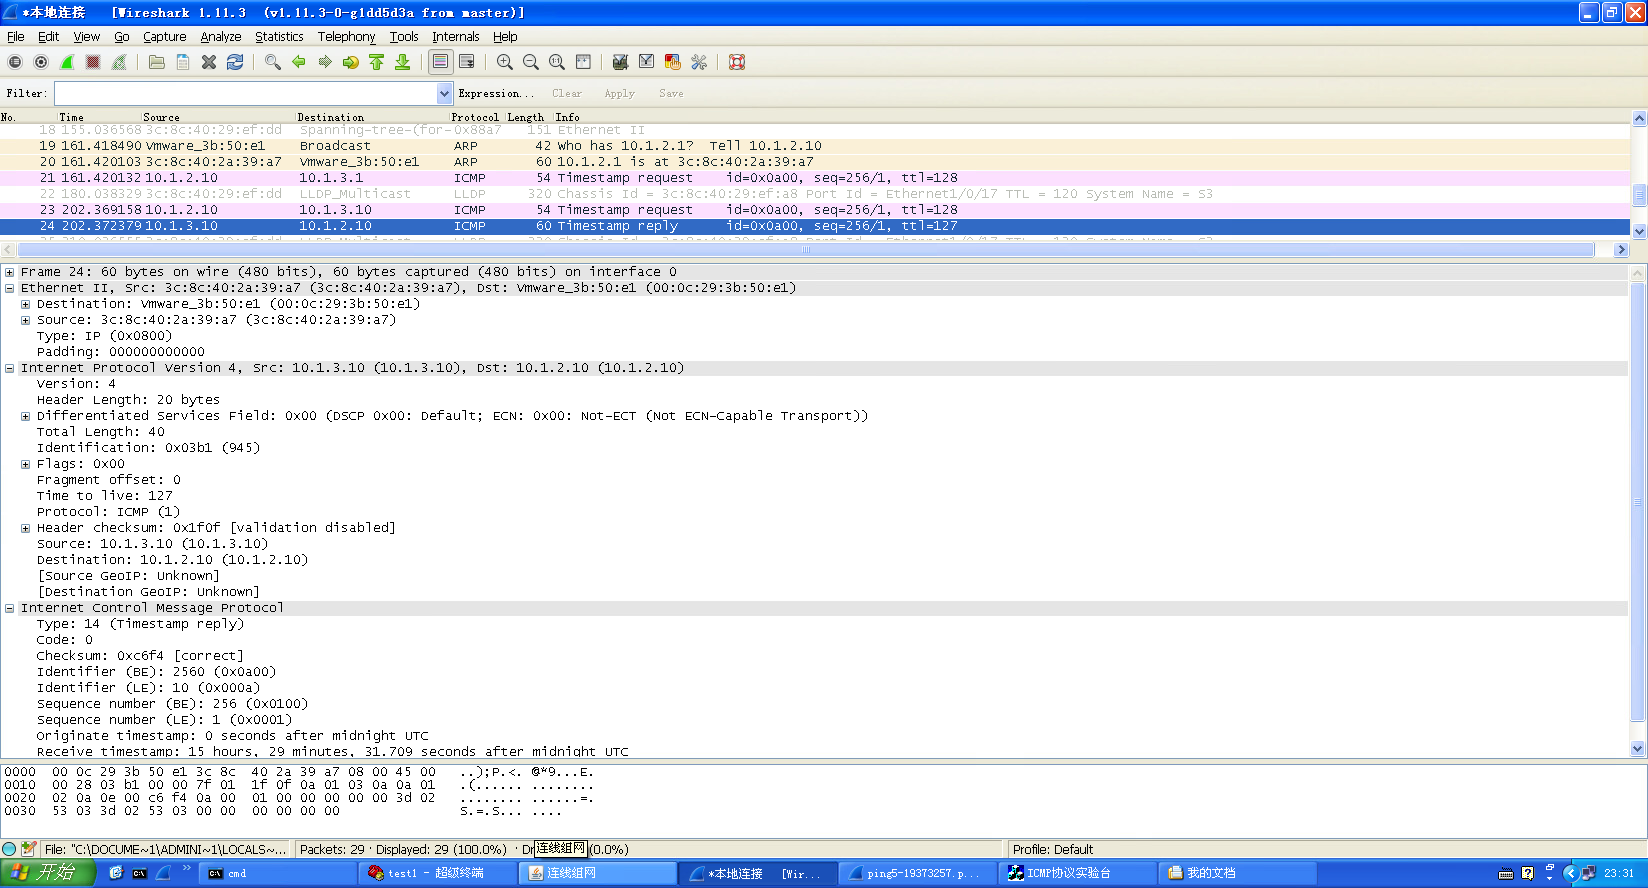 *本地连接   [Wireshark 1.11.3  (v1.11.3-0-g1dd5d3a from master)]
File Edit View Go Capture Analyze Statistics Telephony Tools Internals Help
Filter: Expression... Clear Apply Save
No. Time Source Destination Protocol Length Info
18 155.036568 3c:8c:40:29:ef:dd Spanning-tree-(for- 0x88a7 151 Ethernet II
19 161.418490 Vmware_3b:50:e1 Broadcast ARP 42 Who has 10.1.2.1?  Tell 10.1.2.10
20 161.420103 3c:8c:40:2a:39:a7 Vmware_3b:50:e1 ARP 60 10.1.2.1 is at 3c:8c:40:2a:39:a7
21 161.420132 10.1.2.10 10.1.3.1 ICMP 54 Timestamp request    id=0x0a00, seq=256/1, ttl=128
22 180.038329 3c:8c:40:29:ef:dd LLDP_Multicast LLDP 320 Chassis Id = 3c:8c:40:29:ef:a8 Port Id = Ethernet1/0/17 TTL = 120 System Name = S3
23 202.369158 10.1.2.10 10.1.3.10 ICMP 54 Timestamp request    id=0x0a00, seq=256/1, ttl=128
24 202.372379 10.1.3.10 10.1.2.10 ICMP 60 Timestamp reply      id=0x0a00, seq=256/1, ttl=127
Frame 24: 60 bytes on wire (480 bits), 60 bytes captured (480 bits) on interface 0
Ethernet II, Src: 3c:8c:40:2a:39:a7 (3c:8c:40:2a:39:a7), Dst: Vmware_3b:50:e1 (00:0c:29:3b:50:e1)
Destination: Vmware_3b:50:e1 (00:0c:29:3b:50:e1)
Source: 3c:8c:40:2a:39:a7 (3c:8c:40:2a:39:a7)
Type: IP (0x0800)
Padding: 000000000000
Internet Protocol Version 4, Src: 10.1.3.10 (10.1.3.10), Dst: 10.1.2.10 (10.1.2.10)
Version: 4
Header Length: 20 bytes
Differentiated Services Field: 0x00 (DSCP 0x00: Default; ECN: 0x00: Not-ECT (Not ECN-Capable Transport))
Total Length: 40
Identification: 0x03b1 (945)
Flags: 0x00
Fragment offset: 0
Time to live: 127
Protocol: ICMP (1)
Header checksum: 0x1f0f [validation disabled]
Source: 10.1.3.10 (10.1.3.10)
Destination: 10.1.2.10 (10.1.2.10)
[Source GeoIP: Unknown]
[Destination GeoIP: Unknown]
Internet Control Message Protocol
Type: 14 (Timestamp reply)
Code: 0
Checksum: 0xc6f4 [correct]
Identifier (BE): 2560 (0x0a00)
Identifier (LE): 10 (0x000a)
Sequence number (BE): 256 (0x0100)
Sequence number (LE): 1 (0x0001)
Originate timestamp: 0 seconds after midnight UTC
Receive timestamp: 15 hours, 29 minutes, 31.709 seconds after midnight UTC
0000  00 0c 29 3b 50 e1 3c 8c  40 2a 39 a7 08 00 45 00   ..);P.<. @*9...E.
0010  00 28 03 b1 00 00 7f 01  1f 0f 0a 01 03 0a 0a 01   .(...... ........
0020  02 0a 0e 00 c6 f4 0a 00  01 00 00 00 00 00 3d 02   ........ ......=.
0030  53 03 3d 02 53 03 00 00  00 00 00 00               S.=.S... ....
File: "C:\DOCUME~1\ADMINI~1\LOCALS~... Packets: 29 · Displayed: 29 (100.0%) · Dr 连线组网 (0.0%) Profile: Default
开始 cmd test1 - 超级终端 连线组网 *本地连接   [Wir... ping5-19373257.p... ICMP协议实验台 我的文档 23:31